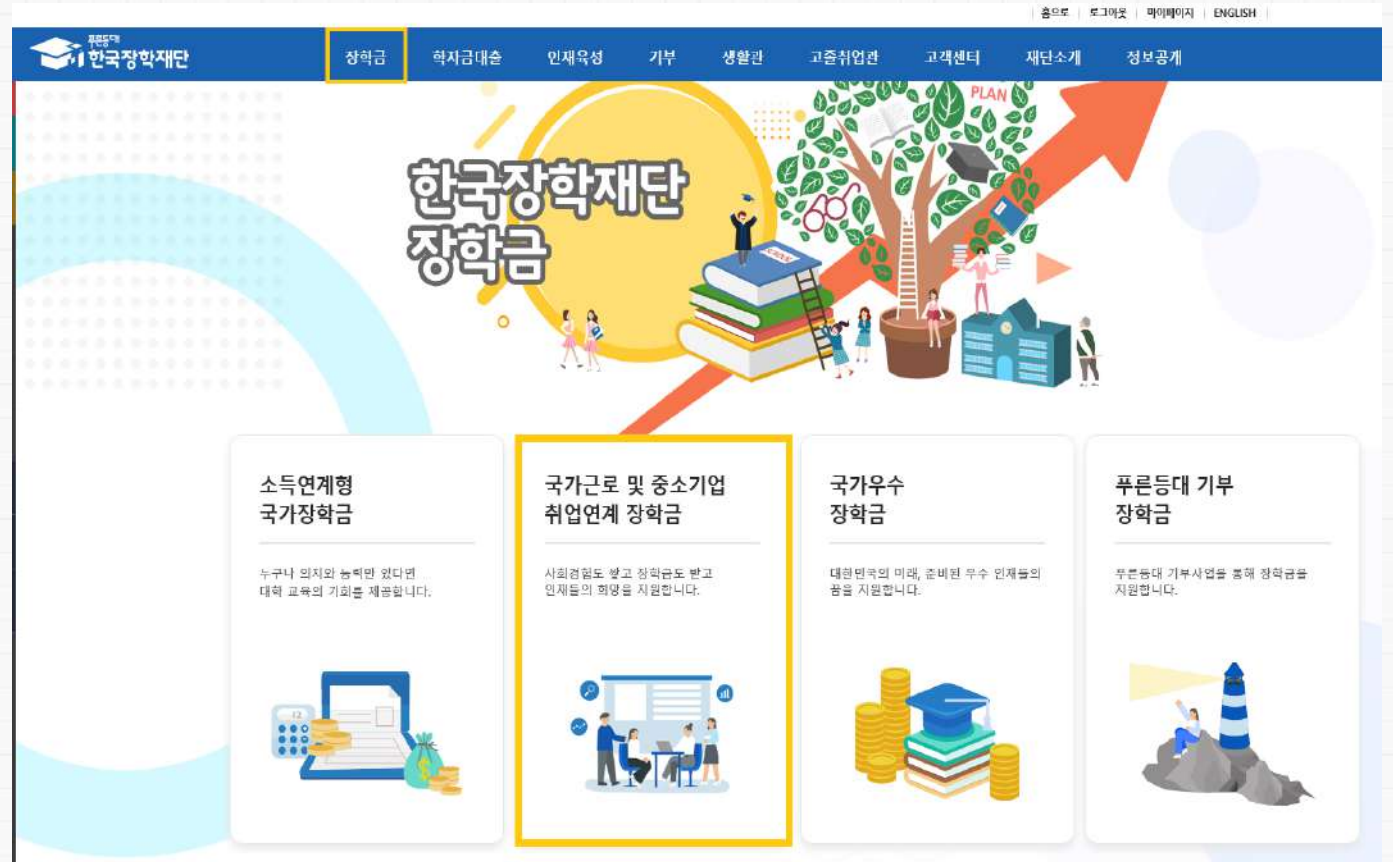 홈으로 로그아웃 마이페이지 ENGLISH
푸른등대
한국장학재단
장학금 학자금대출 인재육성 기부 생활관 고졸취업관 고객센터 재단소개 정보공개
PLAN
한국장학재단
장학금
SCHOOL
소득연계형
국가장학금
누구나 의지와 능력만 있다면
대학 교육의 기회를 제공합니다.
12
국가근로 및 중소기업
취업연계 장학금
사회경험도 쌓고 장학금도 받고
인재들의 희망을 지원합니다.
국가우수
장학금
대한민국의 미래, 준비된 우수 인재들의
꿈을 지원합니다.
푸른등대 기부
장학금
푸른등대 기부사업을 통해 장학금을
지원합니다.